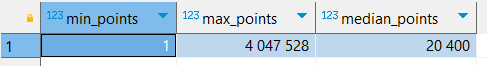 123 min_points 123 max_points 123 median_points
1 1 4 047 528 20 400